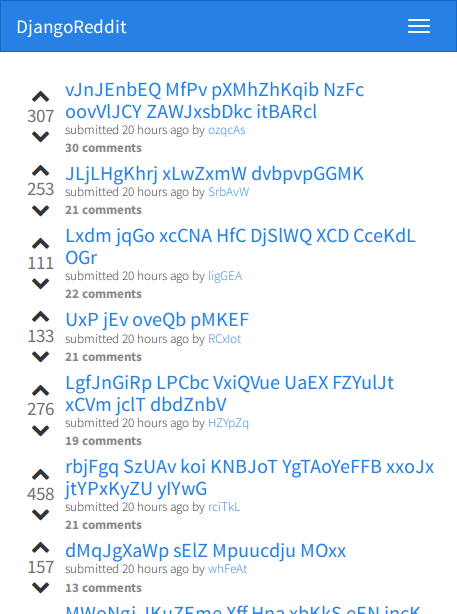 DjangoReddit
vJnJEnbEQ MfPv pXMhZhKqib NzFc
oovVlJCY ZAWJxsbDkc itBARcl
307
submitted 20 hours ago by ozqcAs
30 comments
JLjLHgKhrj xLwZxmW dvbpvpGGMK
253
submitted 20 hours ago by SrbAvW
21 comments
Lxdm jqGo xcCNA HfC DjSlWQ XCD CceKdL
OGr
111
submitted 20 hours ago by ligGEA
22 comments
UxP jEv oveQb pMKEF
133
submitted 20 hours ago by RCxIot
21 comments
LgfJnGiRp LPCbc VxiQVue UaEX FZYulJt
xCVm jclT dbdZnbV
276
submitted 20 hours ago by HZYpZq
19 comments
rbjFgq SzUAv koi KNBJoT YgTAoYeFFB xxoJx
jtYPxKyZU yIYwG
458
submitted 20 hours ago by rciTkL
21 comments
dMqJgXaWp sElZ Mpuucdju MOxx
157
submitted 20 hours ago by whFeAt
13 comments